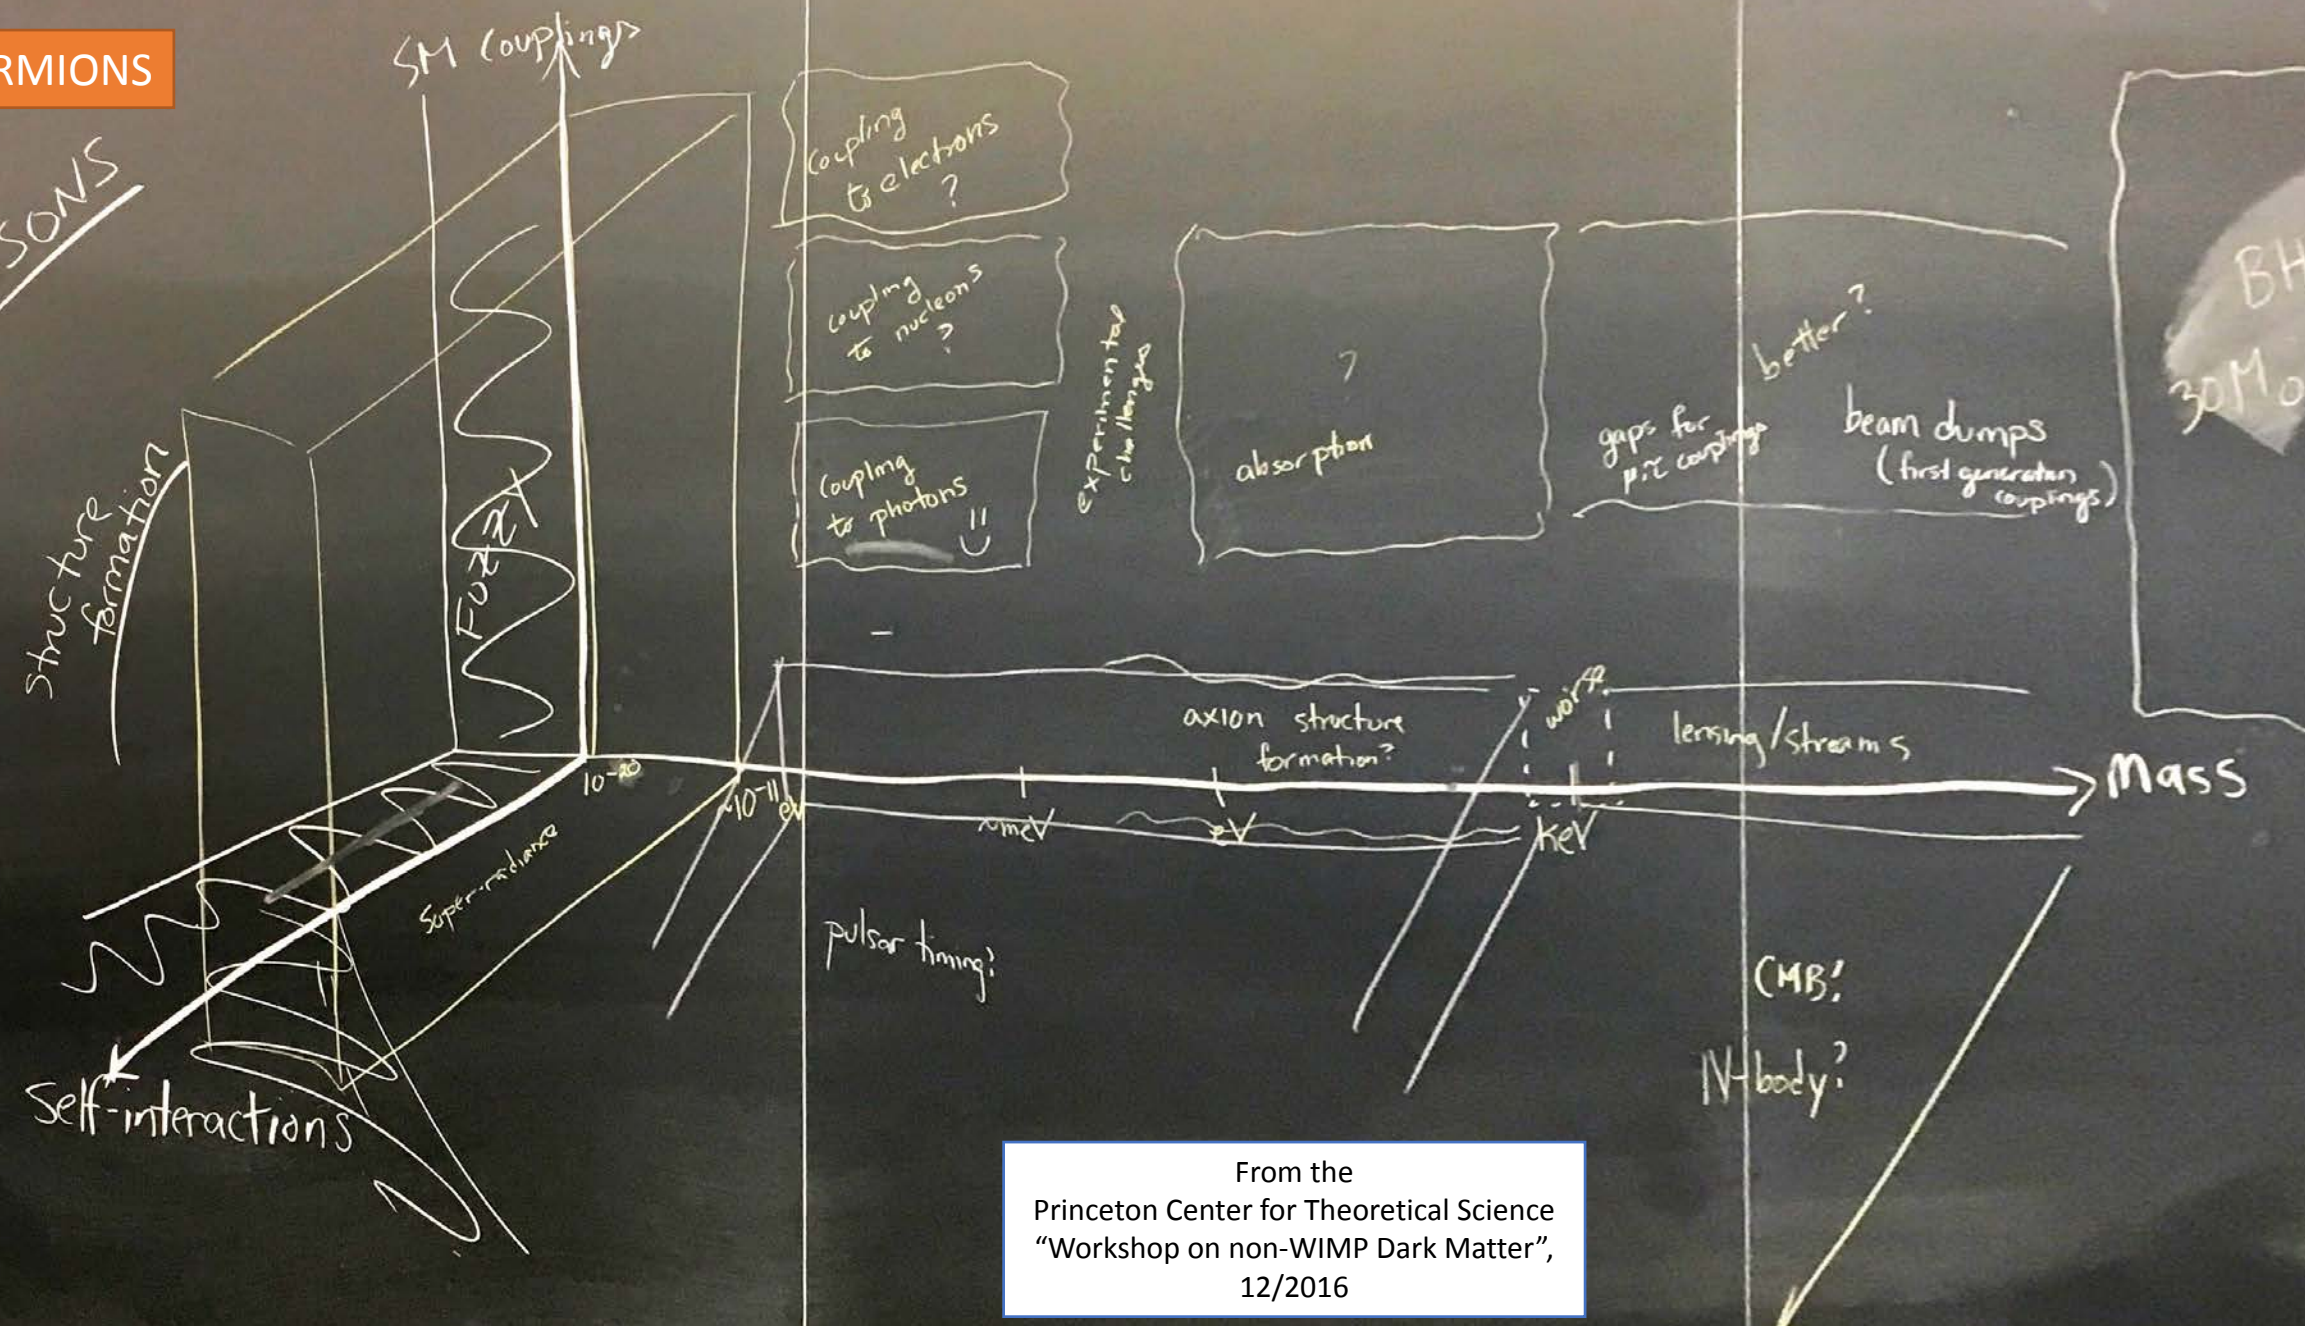 RMIONS
SONS
SM Couplings
Structure
formation
Fuzzy
Coupling
to electrons
?
coupling
to nucleons
?
Coupling
to photons
experimental
challenges
?
absorption
better?
gaps for
μ, τ couplings
beam dumps
(first generation
couplings)
BH
30M⊙
axion structure
formation?
worse
lensing/streams
Mass
10-20
~10-11 eV
~meV
eV
keV
Super-radiance
pulsar timing?
CMB?
N-body?
Self-interactions
From the
Princeton Center for Theoretical Science
“Workshop on non-WIMP Dark Matter”,
12/2016